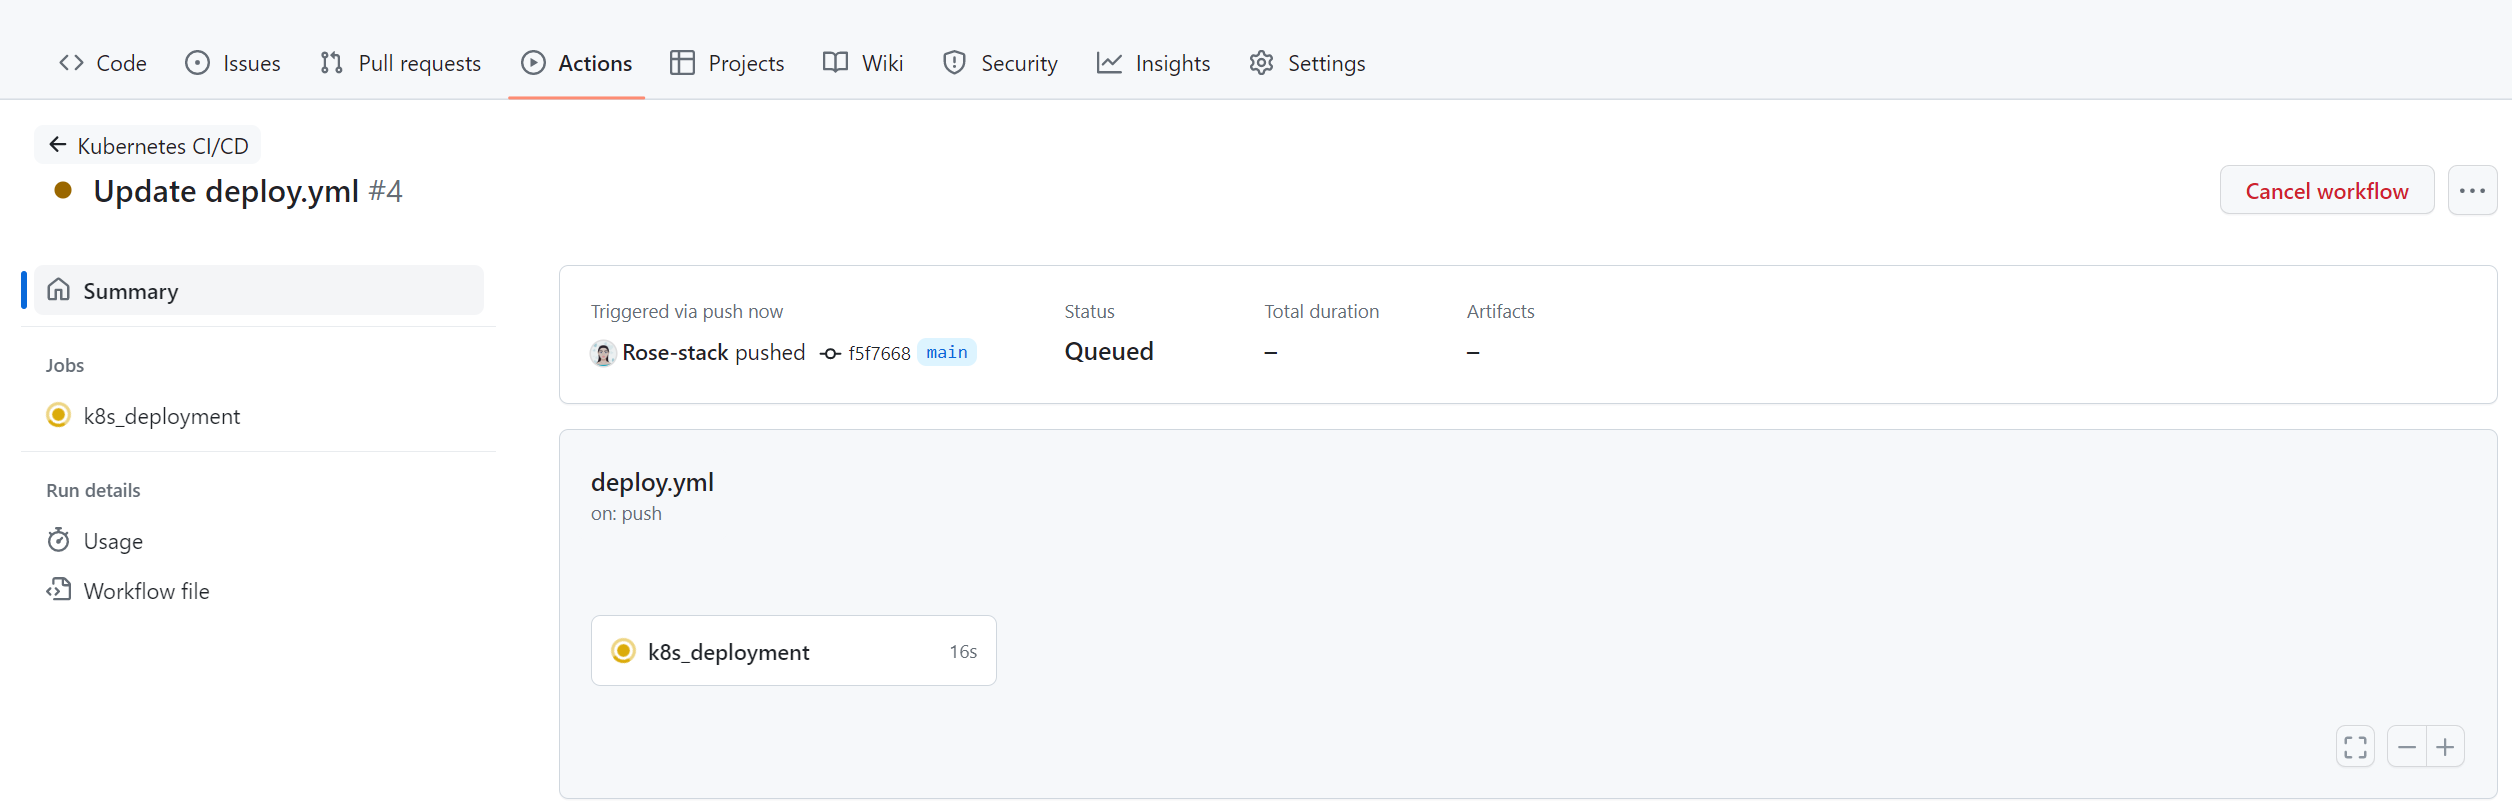 Code Issues Pull requests Actions Projects Wiki Security Insights Settings
Kubernetes CI/CD
Update deploy.yml #4
Cancel workflow
Summary
Jobs
k8s_deployment
Run details
Usage
Workflow file
Triggered via push now
Rose-stack pushed f5f7668 main
Status
Queued
Total duration
–
Artifacts
–
deploy.yml
on: push
k8s_deployment 16s